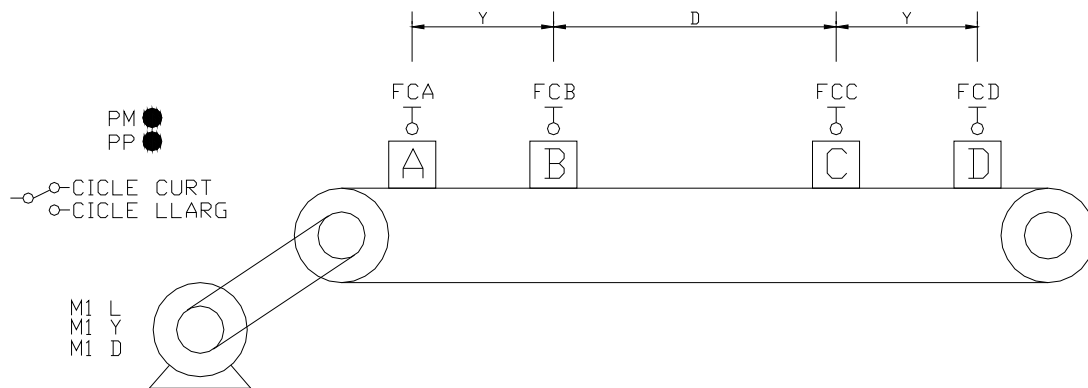 Y D Y
FCA FCB FCC FCD
PM
PP
A B C D
CICLE CURT
CICLE LLARG
M1 L
M1 Y
M1 D